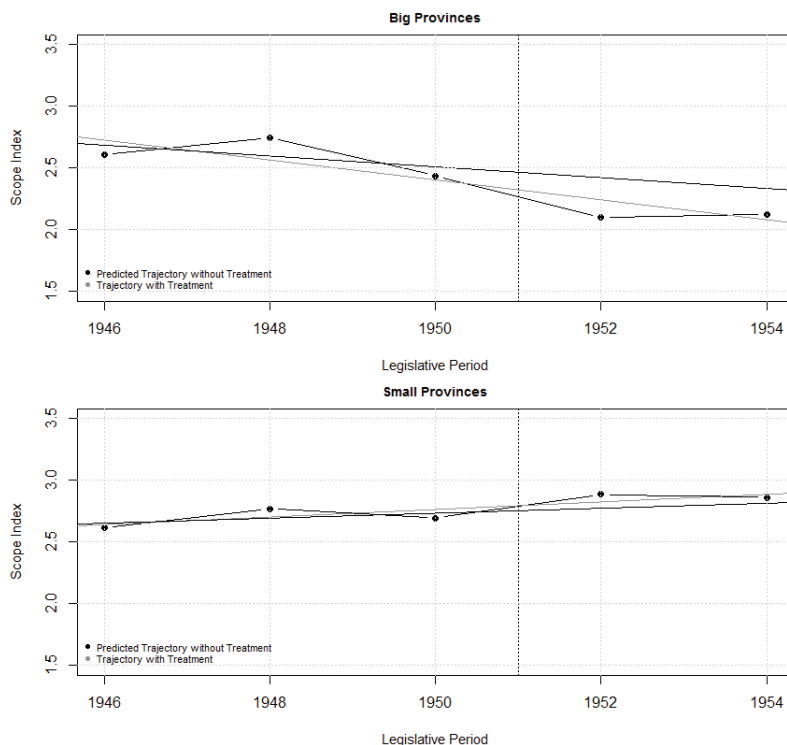 Big Provinces
Scope Index
3.5
3.0
2.5
2.0
1.5
Predicted Trajectory without Treatment
Trajectory with Treatment
1946
1948
1950
1952
1954
Legislative Period
Small Provinces
Scope Index
3.5
3.0
2.5
2.0
1.5
Predicted Trajectory without Treatment
Trajectory with Treatment
1946
1948
1950
1952
1954
Legislative Period